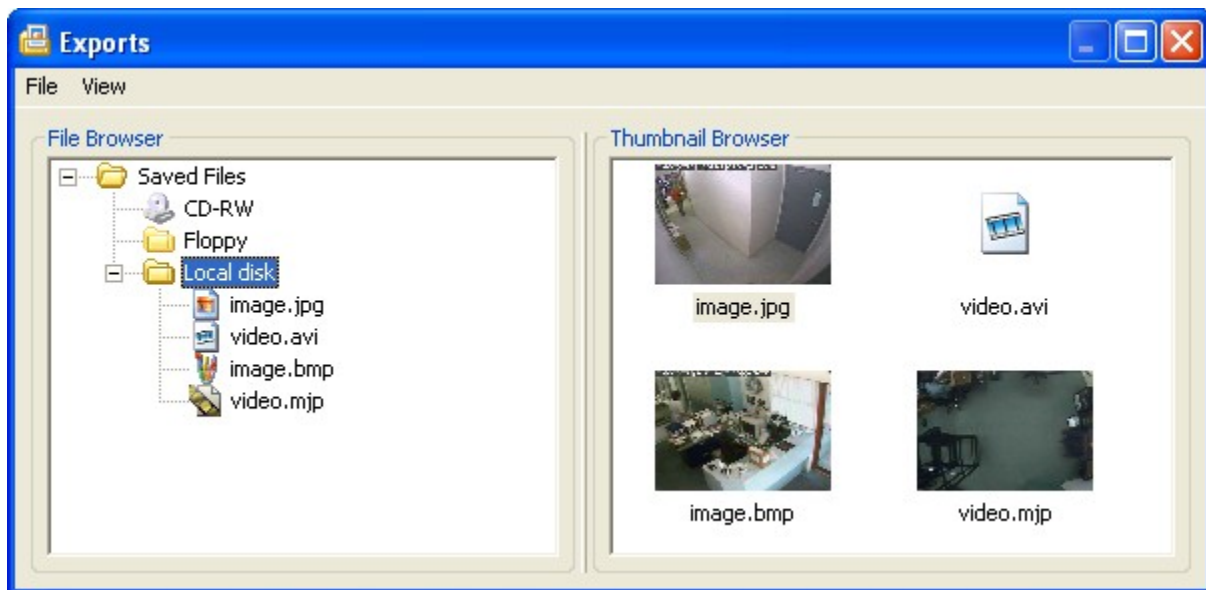 Exports
File View
File Browser
Saved Files
CD-RW
Floppy
Local disk
image.jpg
video.avi
image.bmp
video.mjp
Thumbnail Browser
image.jpg video.avi
image.bmp video.mjp